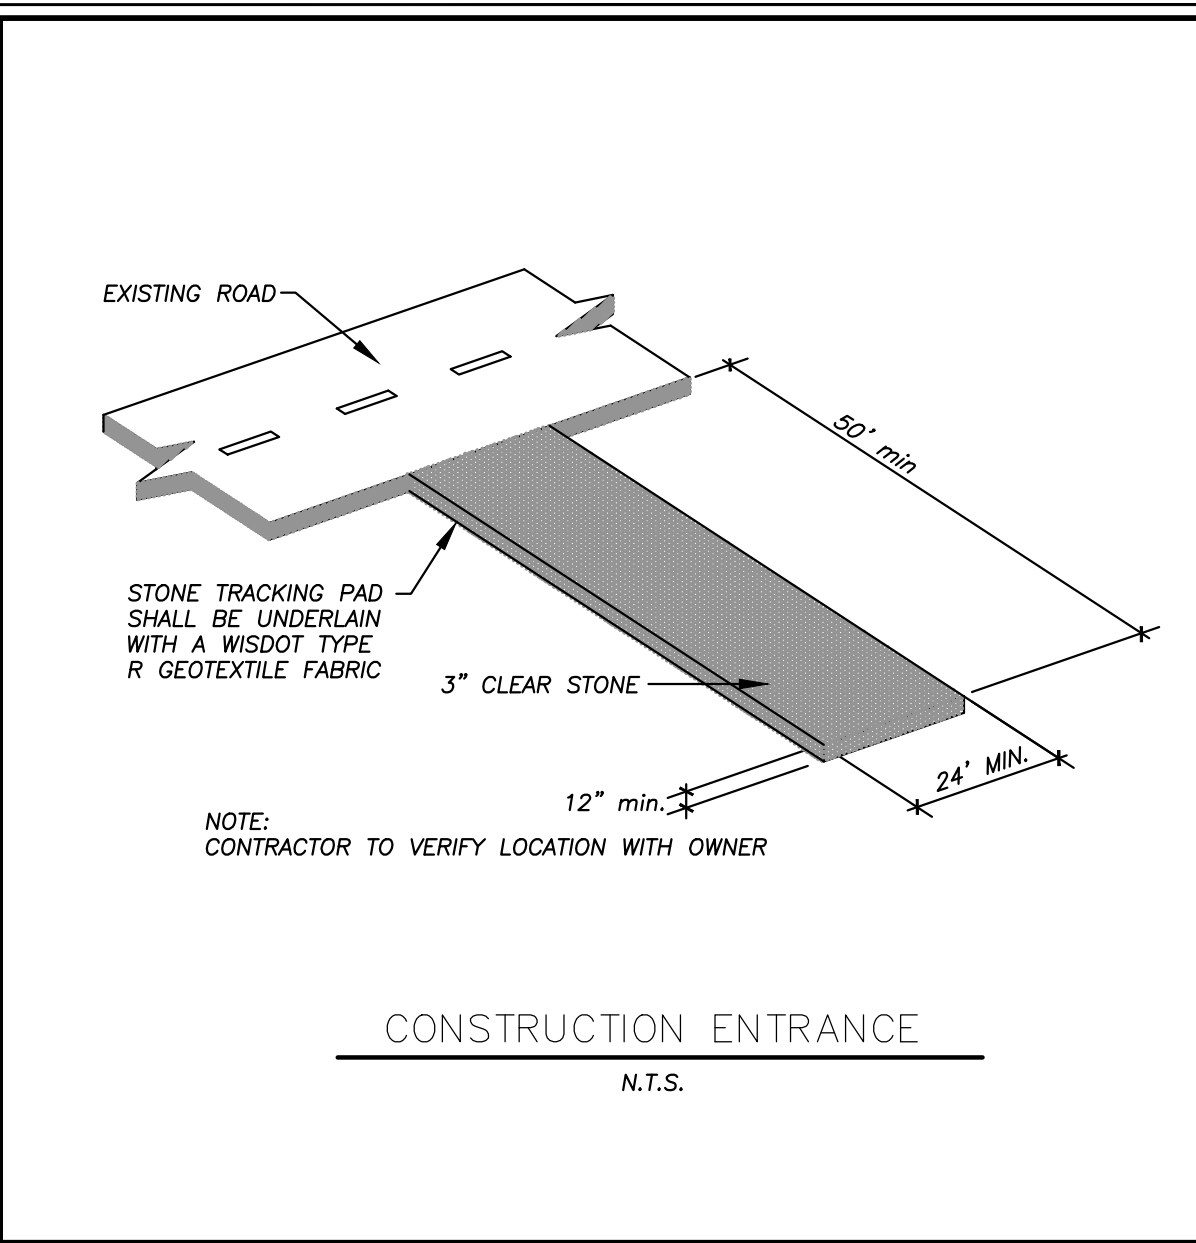 EXISTING ROAD
50' min
STONE TRACKING PAD
SHALL BE UNDERLAIN
WITH A WISDOT TYPE
R GEOTEXTILE FABRIC
3" CLEAR STONE
24' MIN.
12" min.
NOTE:
CONTRACTOR TO VERIFY LOCATION WITH OWNER
CONSTRUCTION ENTRANCE
N.T.S.